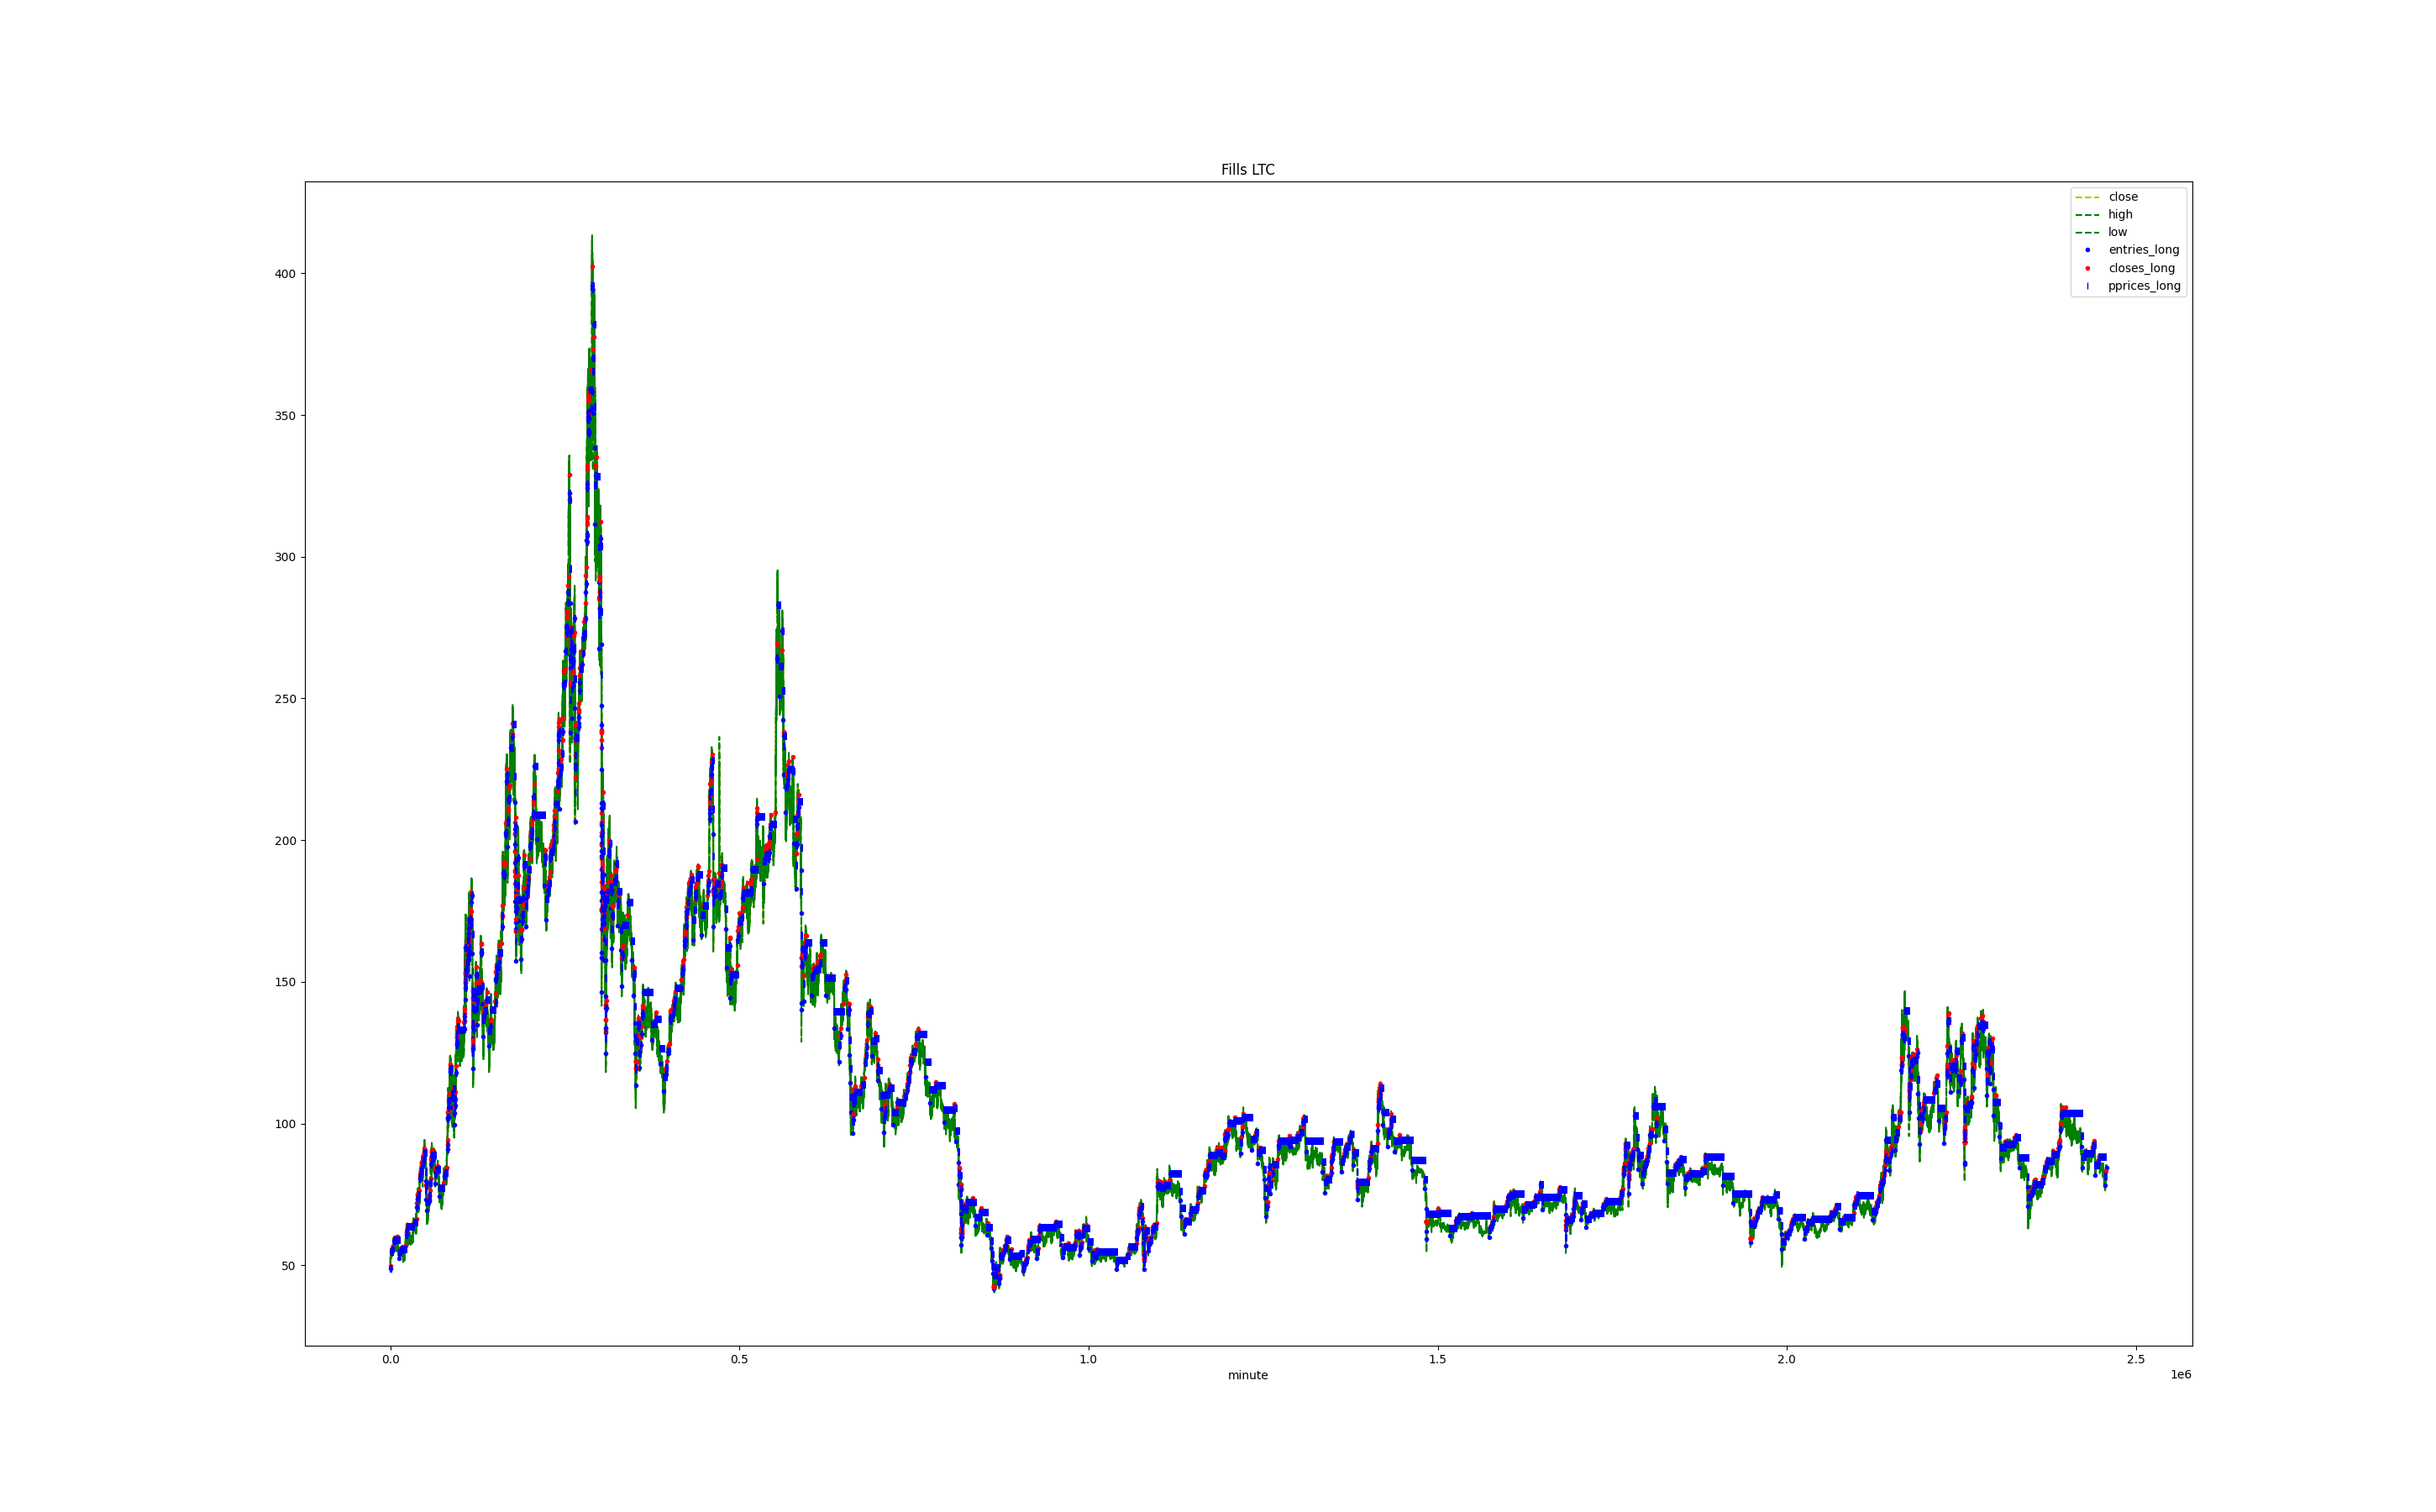 Fills LTC
close
high
low
entries_long
closes_long
pprices_long
400
350
300
250
200
150
100
50
0.0 0.5 1.0 1.5 2.0 2.5
minute 1e6